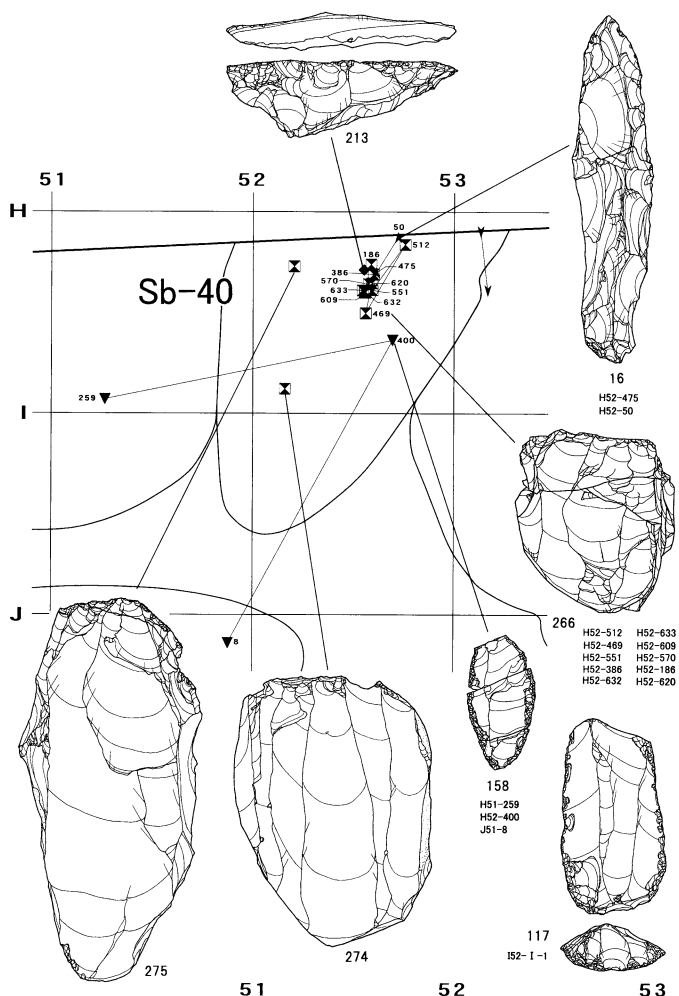 213
51 52 53
H
50
512
186
386 475
570 620
633 551
609 632
469
Sb-40
400
259
I
16
H52-475
H52-50
J
8
266
H52-512 H52-633
H52-469 H52-609
H52-551 H52-570
H52-386 H52-186
H52-632 H52-620
158
H51-259
H52-400
J51-8
117
I52-Ⅰ-1
275
274
51 52 53